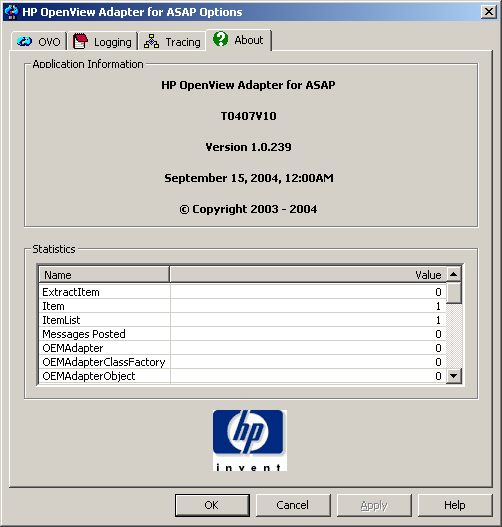 HP OpenView Adapter for ASAP Options
OVO Logging Tracing About
Application Information
HP OpenView Adapter for ASAP
T0407V10
Version 1.0.239
September 15, 2004, 12:00AM
© Copyright 2003 - 2004
Statistics
Name Value
ExtractItem 0
Item 1
ItemList 1
Messages Posted 0
OEMAdapter 0
OEMAdapterClassFactory 0
OEMAdapterObject 0
hp
invent
OK Cancel Apply Help